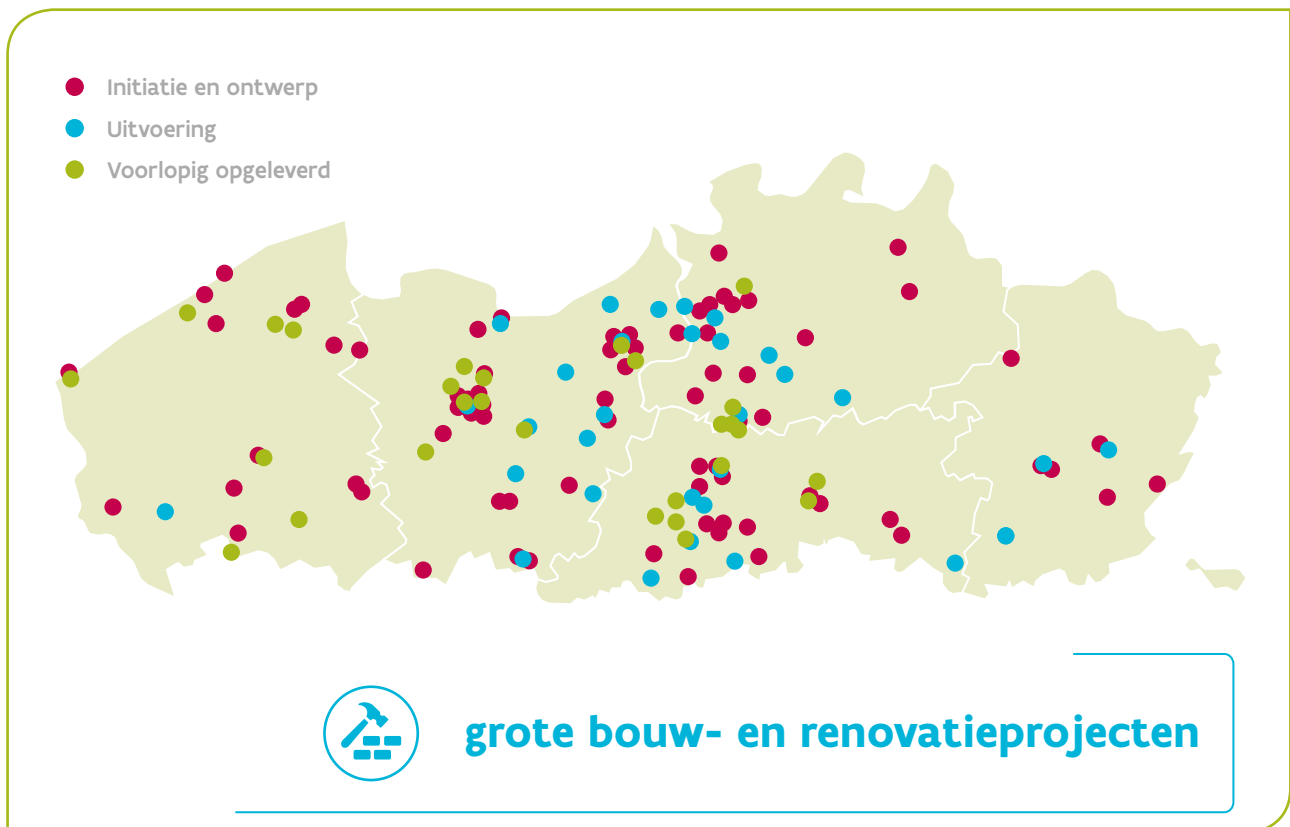 Initiatie en ontwerp
Uitvoering
Voorlopig opgeleverd
grote bouw- en renovatieprojecten